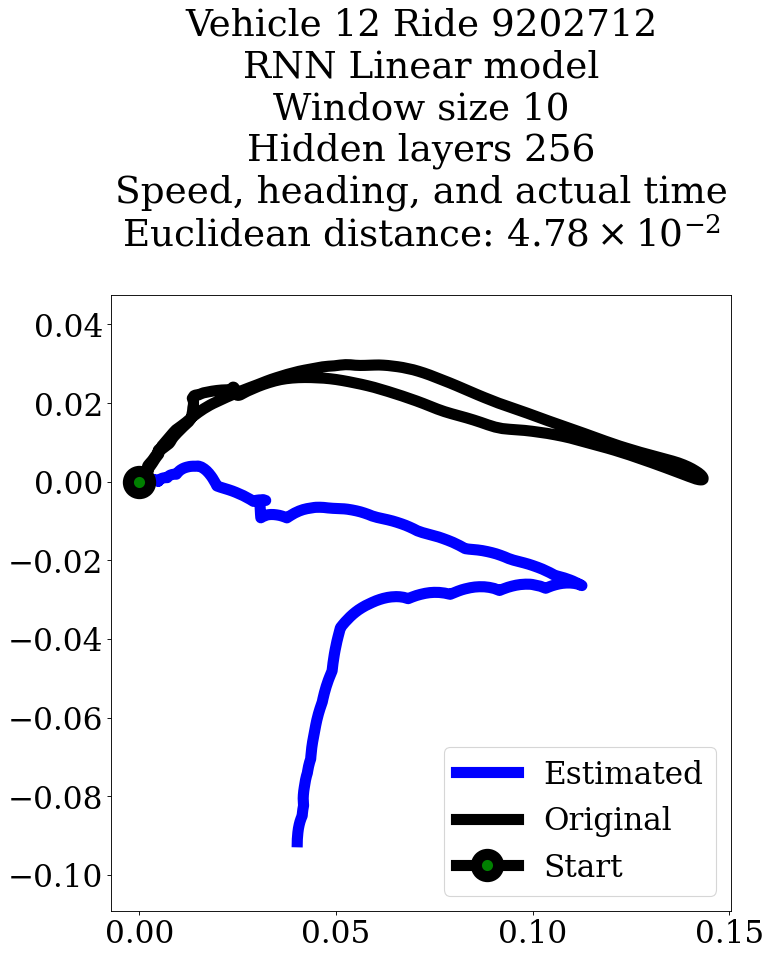 Vehicle 12 Ride 9202712
RNN Linear model
Window size 10
Hidden layers 256
Speed, heading, and actual time
Euclidean distance: 4.78 × 10⁻²
0.04
0.02
0.00
−0.02
−0.04
−0.06
−0.08
−0.10
Estimated
Original
Start
0.00 0.05 0.10 0.15